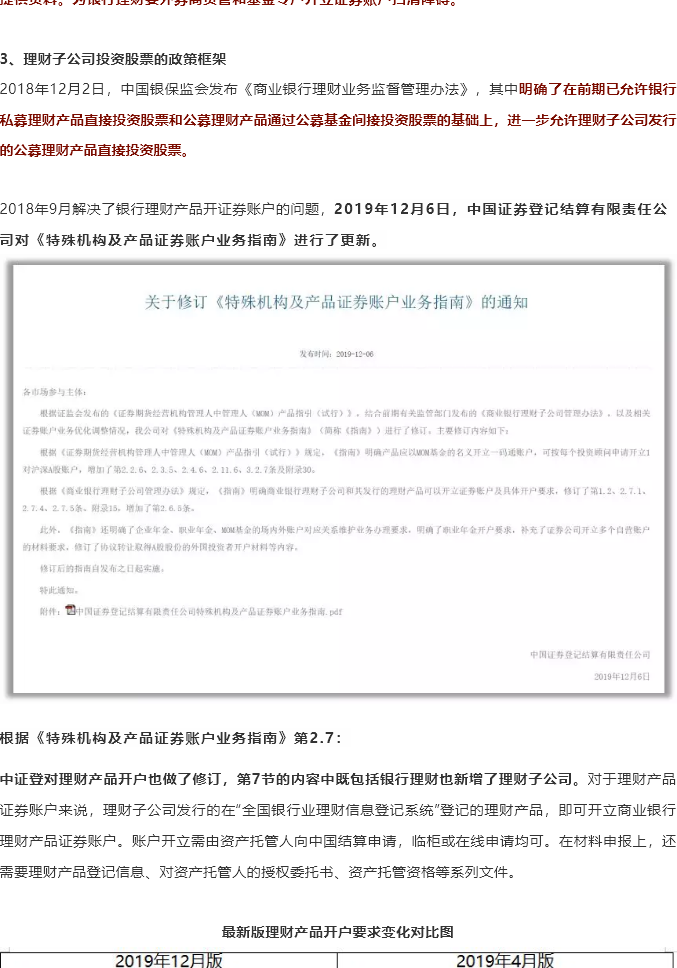 提供资料。为银行理财委外券商资管和基金专户开立证券账户扫清障碍。
3、理财子公司投资股票的政策框架
2018年12月2日，中国银保监会发布《商业银行理财业务监督管理办法》，其中明确了在前期已允许银行
私募理财产品直接投资股票和公募理财产品通过公募基金间接投资股票的基础上，进一步允许理财子公司发行
的公募理财产品直接投资股票。
2018年9月解决了银行理财产品开证券账户的问题，2019年12月6日，中国证券登记结算有限责任公
司对《特殊机构及产品证券账户业务指南》进行了更新。
关于修订《特殊机构及产品证券账户业务指南》的通知
发布时间：2019-12-06
各市场参与主体：
根据证监会发布的《证券期货经营机构管理人中管理人（MOM）产品指引（试行）》、结合前期有关监管部门发布的《商业银行理财子公司管理办法》、以及相关
证券账户业务优化调整情况，我公司对《特殊机构及产品证券账户业务指南》（简称《指南》）进行了修订。主要修订内容如下：
根据《证券期货经营机构管理人中管理人（MOM）产品指引（试行）》规定，《指南》明确产品应以MOM基金的名义开立一码通账户，可按每个投资顾问申请开立1
对沪深A股账户，增加了第2.2.6、2.3.5、2.4.6、2.11.6、3.2.7条及附录30。
根据《商业银行理财子公司管理办法》规定，《指南》明确商业银行理财子公司和其发行的理财产品可以开立证券账户及具体开户要求，修订了第1.2、2.7.1、
2.7.4、2.7.5条、附录15，增加了第2.6.5条。
此外，《指南》还明确了企业年金、职业年金、MOM基金的场内外账户对应关系维护业务办理要求，明确了职业年金开户要求，补充了证券公司开立多个自营账户
的材料要求，修订了协议转让取得A股股份的外国投资者开户材料等内容。
修订后的指南自发布之日起实施。
特此通知。
附件：中国证券登记结算有限责任公司特殊机构及产品证券账户业务指南.pdf
中国证券登记结算有限责任公司
2019年12月6日
根据《特殊机构及产品证券账户业务指南》第2.7：
中证登对理财产品开户也做了修订，第7节的内容中既包括银行理财也新增了理财子公司。对于理财产品
证券账户来说，理财子公司发行的在“全国银行业理财信息登记系统”登记的理财产品，即可开立商业银行
理财产品证券账户。账户开立需由资产托管人向中国结算申请，临柜或在线申请均可。在材料申报上，还
需要理财产品登记信息、对资产托管人的授权委托书、资产托管资格等系列文件。
最新版理财产品开户要求变化对比图
2019年12月版
2019年4月版